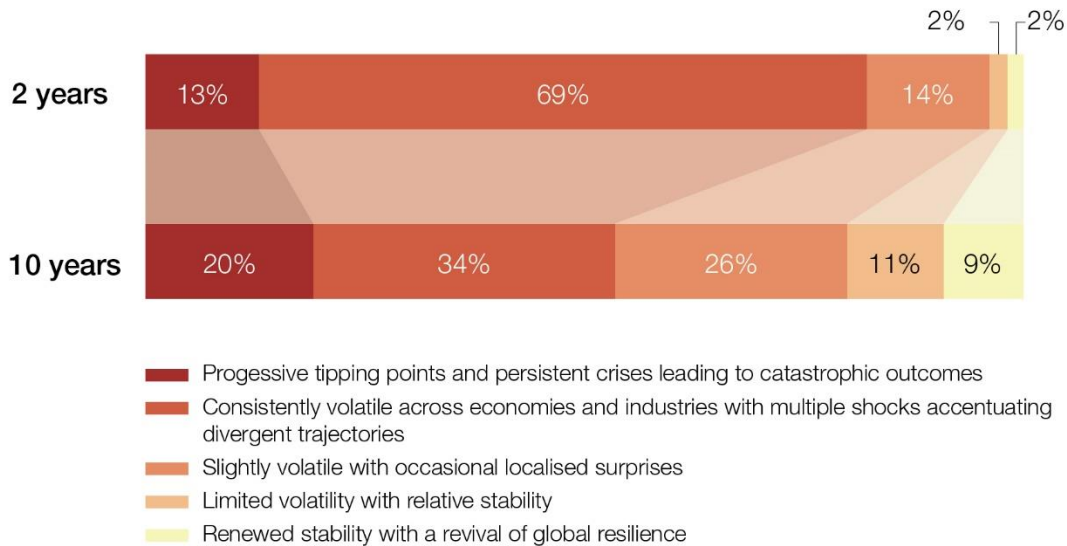 2% 2%
2 years 13% 69% 14%
10 years 20% 34% 26% 11% 9%
Progessive tipping points and persistent crises leading to catastrophic outcomes
Consistently volatile across economies and industries with multiple shocks accentuating
divergent trajectories
Slightly volatile with occasional localised surprises
Limited volatility with relative stability
Renewed stability with a revival of global resilience